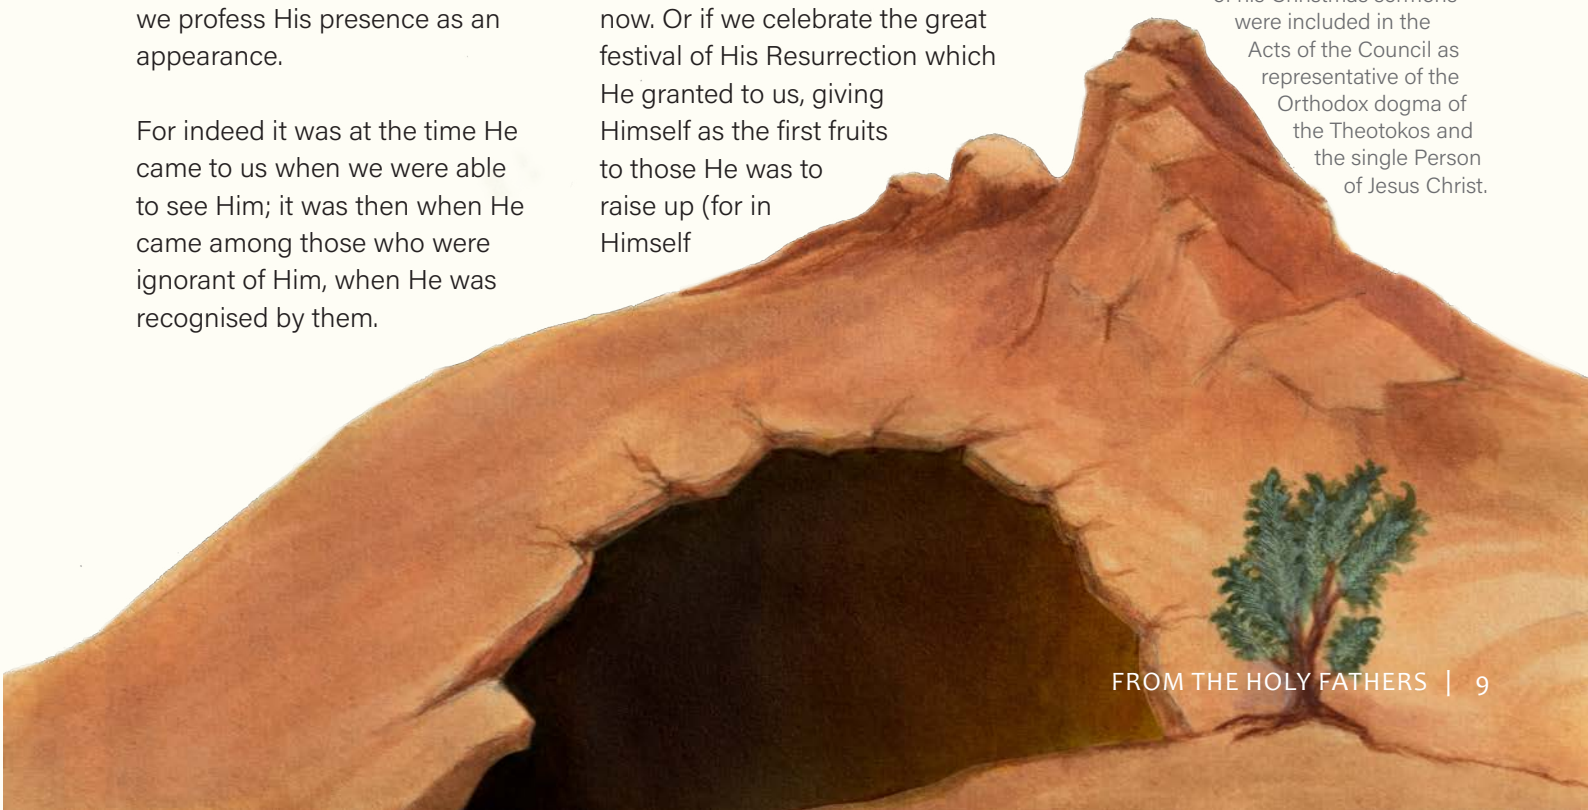 we profess His presence as an
appearance.
For indeed it was at the time He
came to us when we were able
to see Him; it was then when He
came among those who were
ignorant of Him, when He was
recognised by them.
now. Or if we celebrate the great
festival of His Resurrection which
He granted to us, giving
Himself as the first fruits
to those He was to
raise up (for in
Himself
of his Christmas sermons
were included in the
Acts of the Council as
representative of the
Orthodox dogma of
the Theotokos and
the single Person
of Jesus Christ.
FROM THE HOLY FATHERS | 9